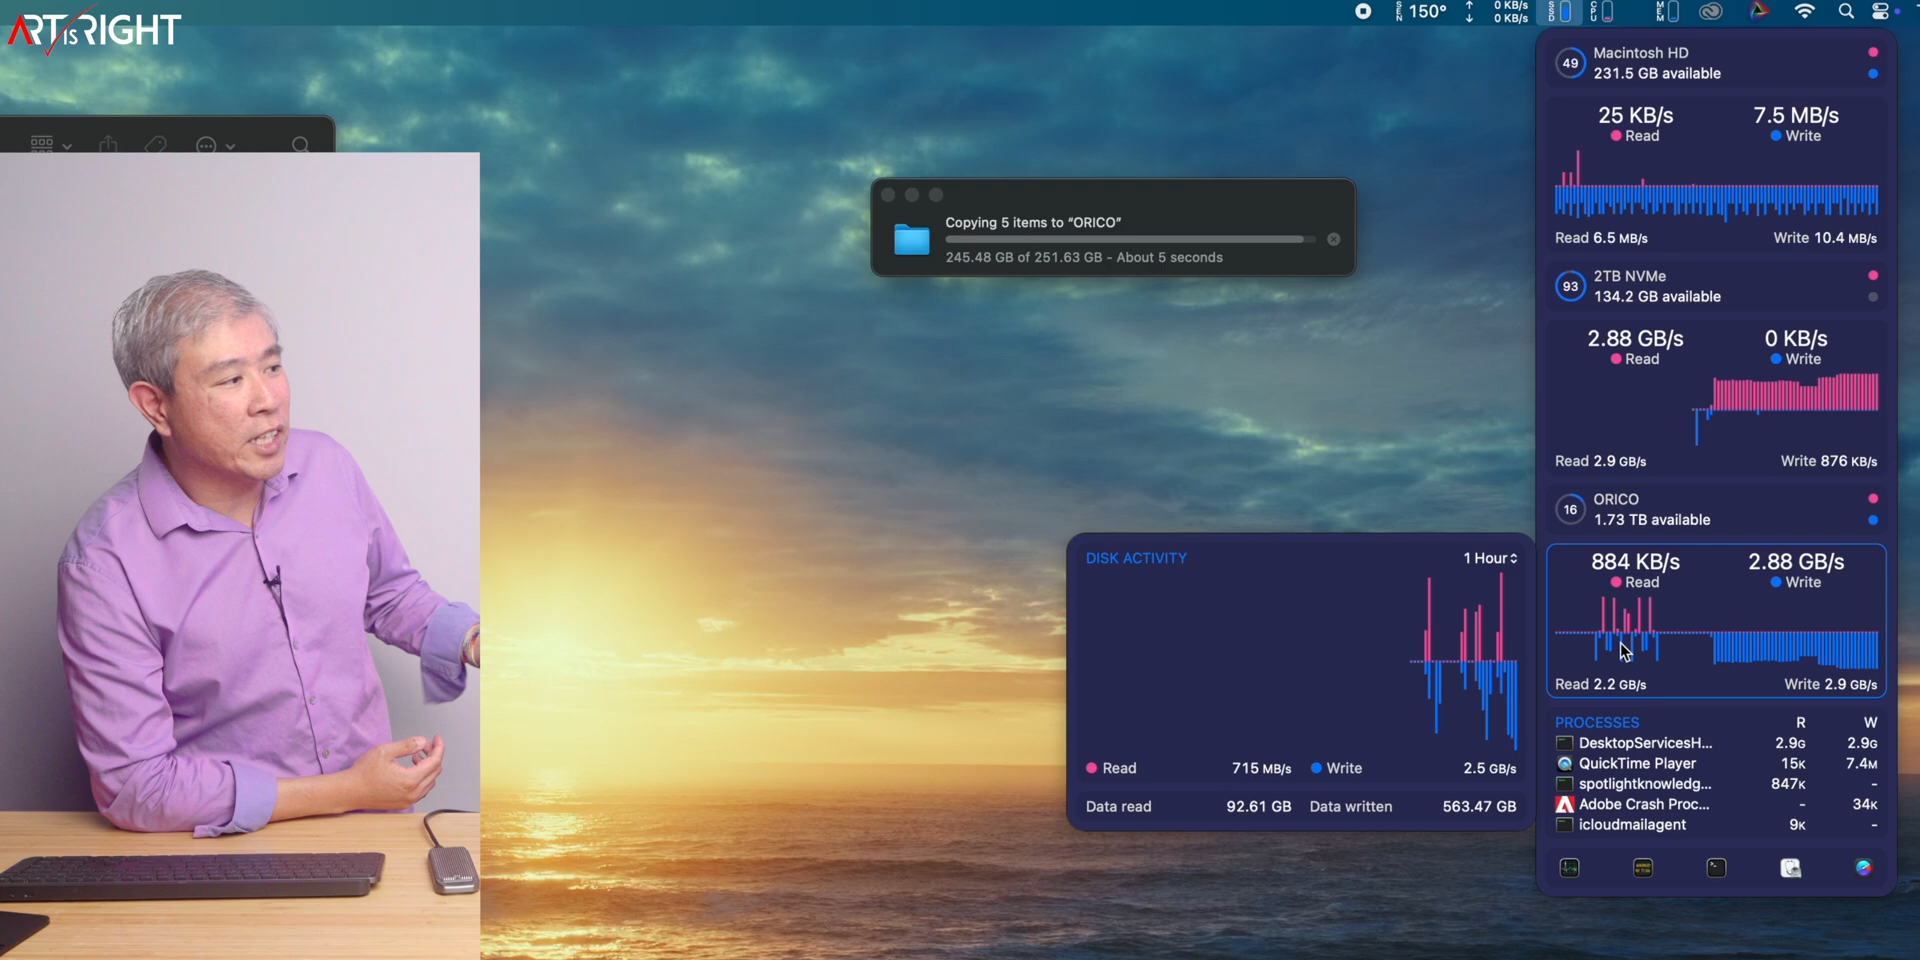 ART IS RIGHT
SEN 150° 0 KB/s
0 KB/s
SSD CPU MEM
49 Macintosh HD
231.5 GB available
25 KB/s 7.5 MB/s
Read Write
Read 6.5 MB/s Write 10.4 MB/s
Copying 5 items to “ORICO”
245.48 GB of 251.63 GB - About 5 seconds
93 2TB NVMe
134.2 GB available
2.88 GB/s 0 KB/s
Read Write
Read 2.9 GB/s Write 876 KB/s
16 ORICO
1.73 TB available
884 KB/s 2.88 GB/s
Read Write
Read 2.2 GB/s Write 2.9 GB/s
DISK ACTIVITY 1 Hour
Read 715 MB/s Write 2.5 GB/s
Data read 92.61 GB Data written 563.47 GB
PROCESSES R W
DesktopServicesH... 2.9G 2.9G
QuickTime Player 15K 7.4M
spotlightknowledg... 847K -
Adobe Crash Proc... - 34K
icloudmailagent 9K -